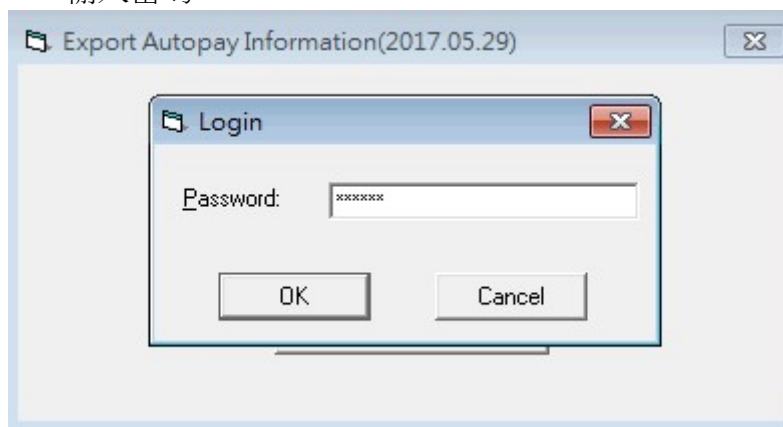 Export Autopay Information(2017.05.29)
Login
Password:
××××××
OK
Cancel